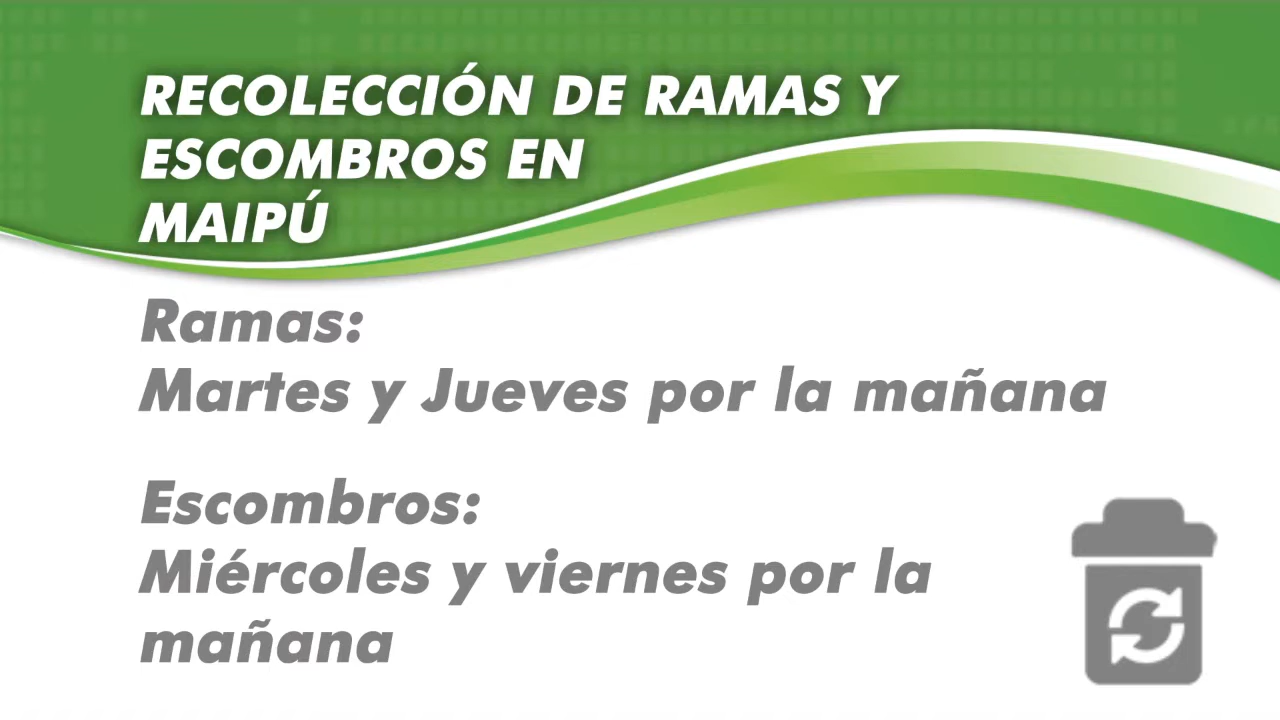 RECOLECCIÓN DE RAMAS Y
ESCOMBROS EN
MAIPÚ
Ramas:
Martes y Jueves por la mañana
Escombros:
Miércoles y viernes por la
mañana